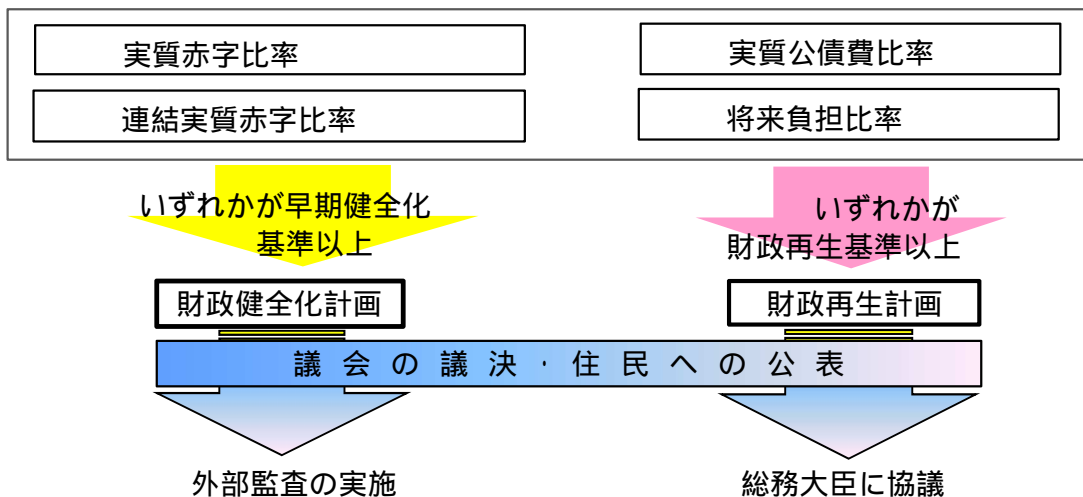 実質赤字比率
実質公債費比率
連結実質赤字比率
将来負担比率
いずれかが早期健全化
基準以上
いずれかが
財政再生基準以上
財政健全化計画
財政再生計画
議会の議決・住民への公表
外部監査の実施
総務大臣に協議